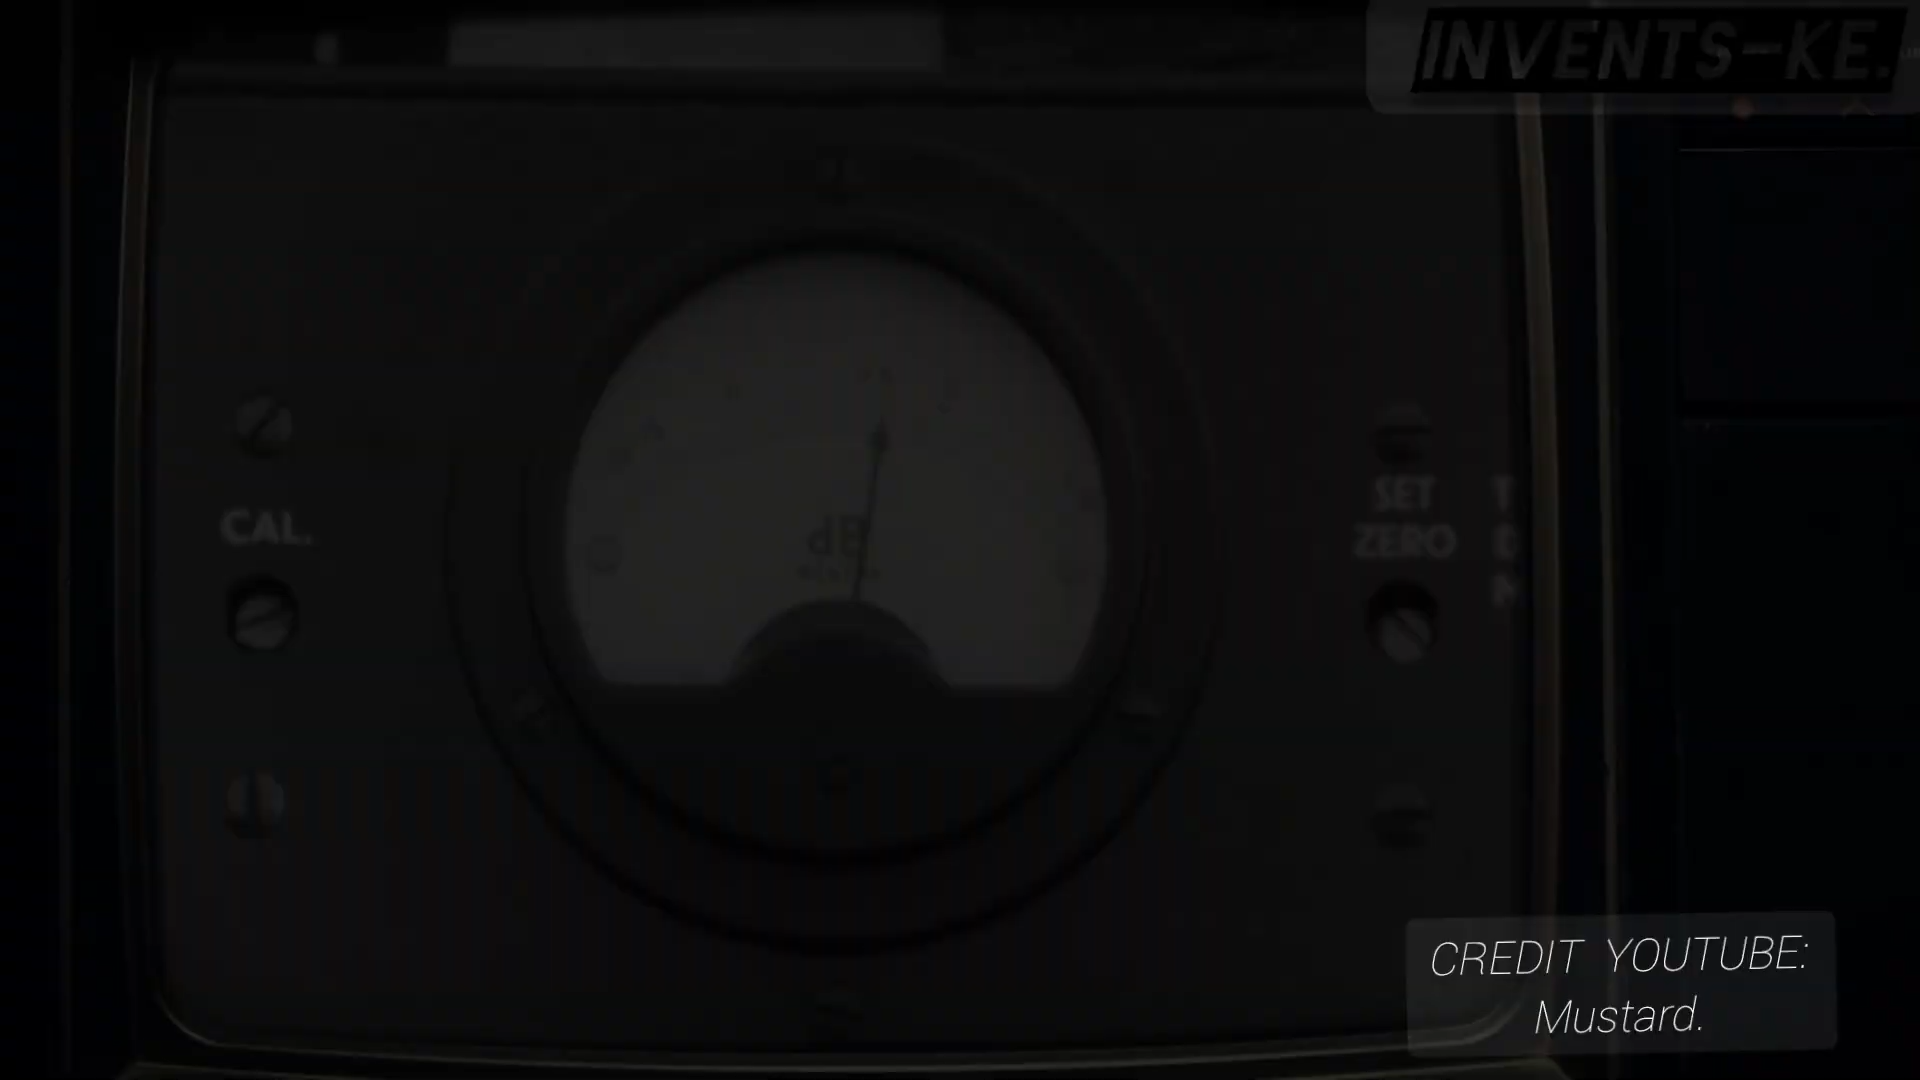 INVENTS-KE.
CAL.
SET
ZERO
dB
CREDIT YOUTUBE:
Mustard.